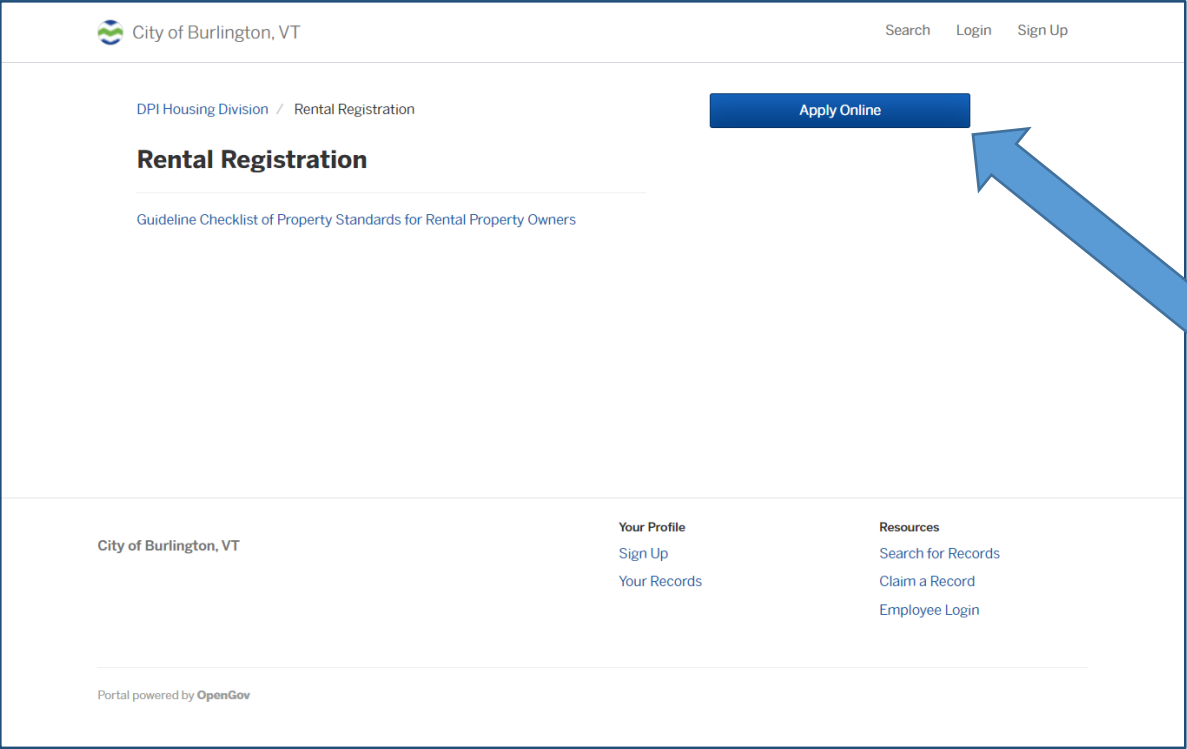 City of Burlington, VT
Search Login Sign Up
DPI Housing Division / Rental Registration
Apply Online
Rental Registration
Guideline Checklist of Property Standards for Rental Property Owners
City of Burlington, VT
Your Profile
Sign Up
Your Records
Resources
Search for Records
Claim a Record
Employee Login
Portal powered by OpenGov